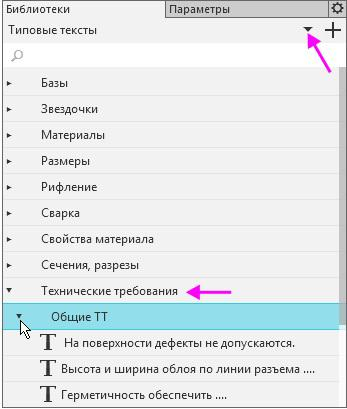 Библиотеки Параметры
Типовые тексты
Базы
Звездочки
Материалы
Размеры
Рифление
Сварка
Свойства материала
Сечения, разрезы
Технические требования
Общие ТТ
На поверхности дефекты не допускаются.
Высота и ширина облоя по линии разъема ....
Герметичность обеспечить ....